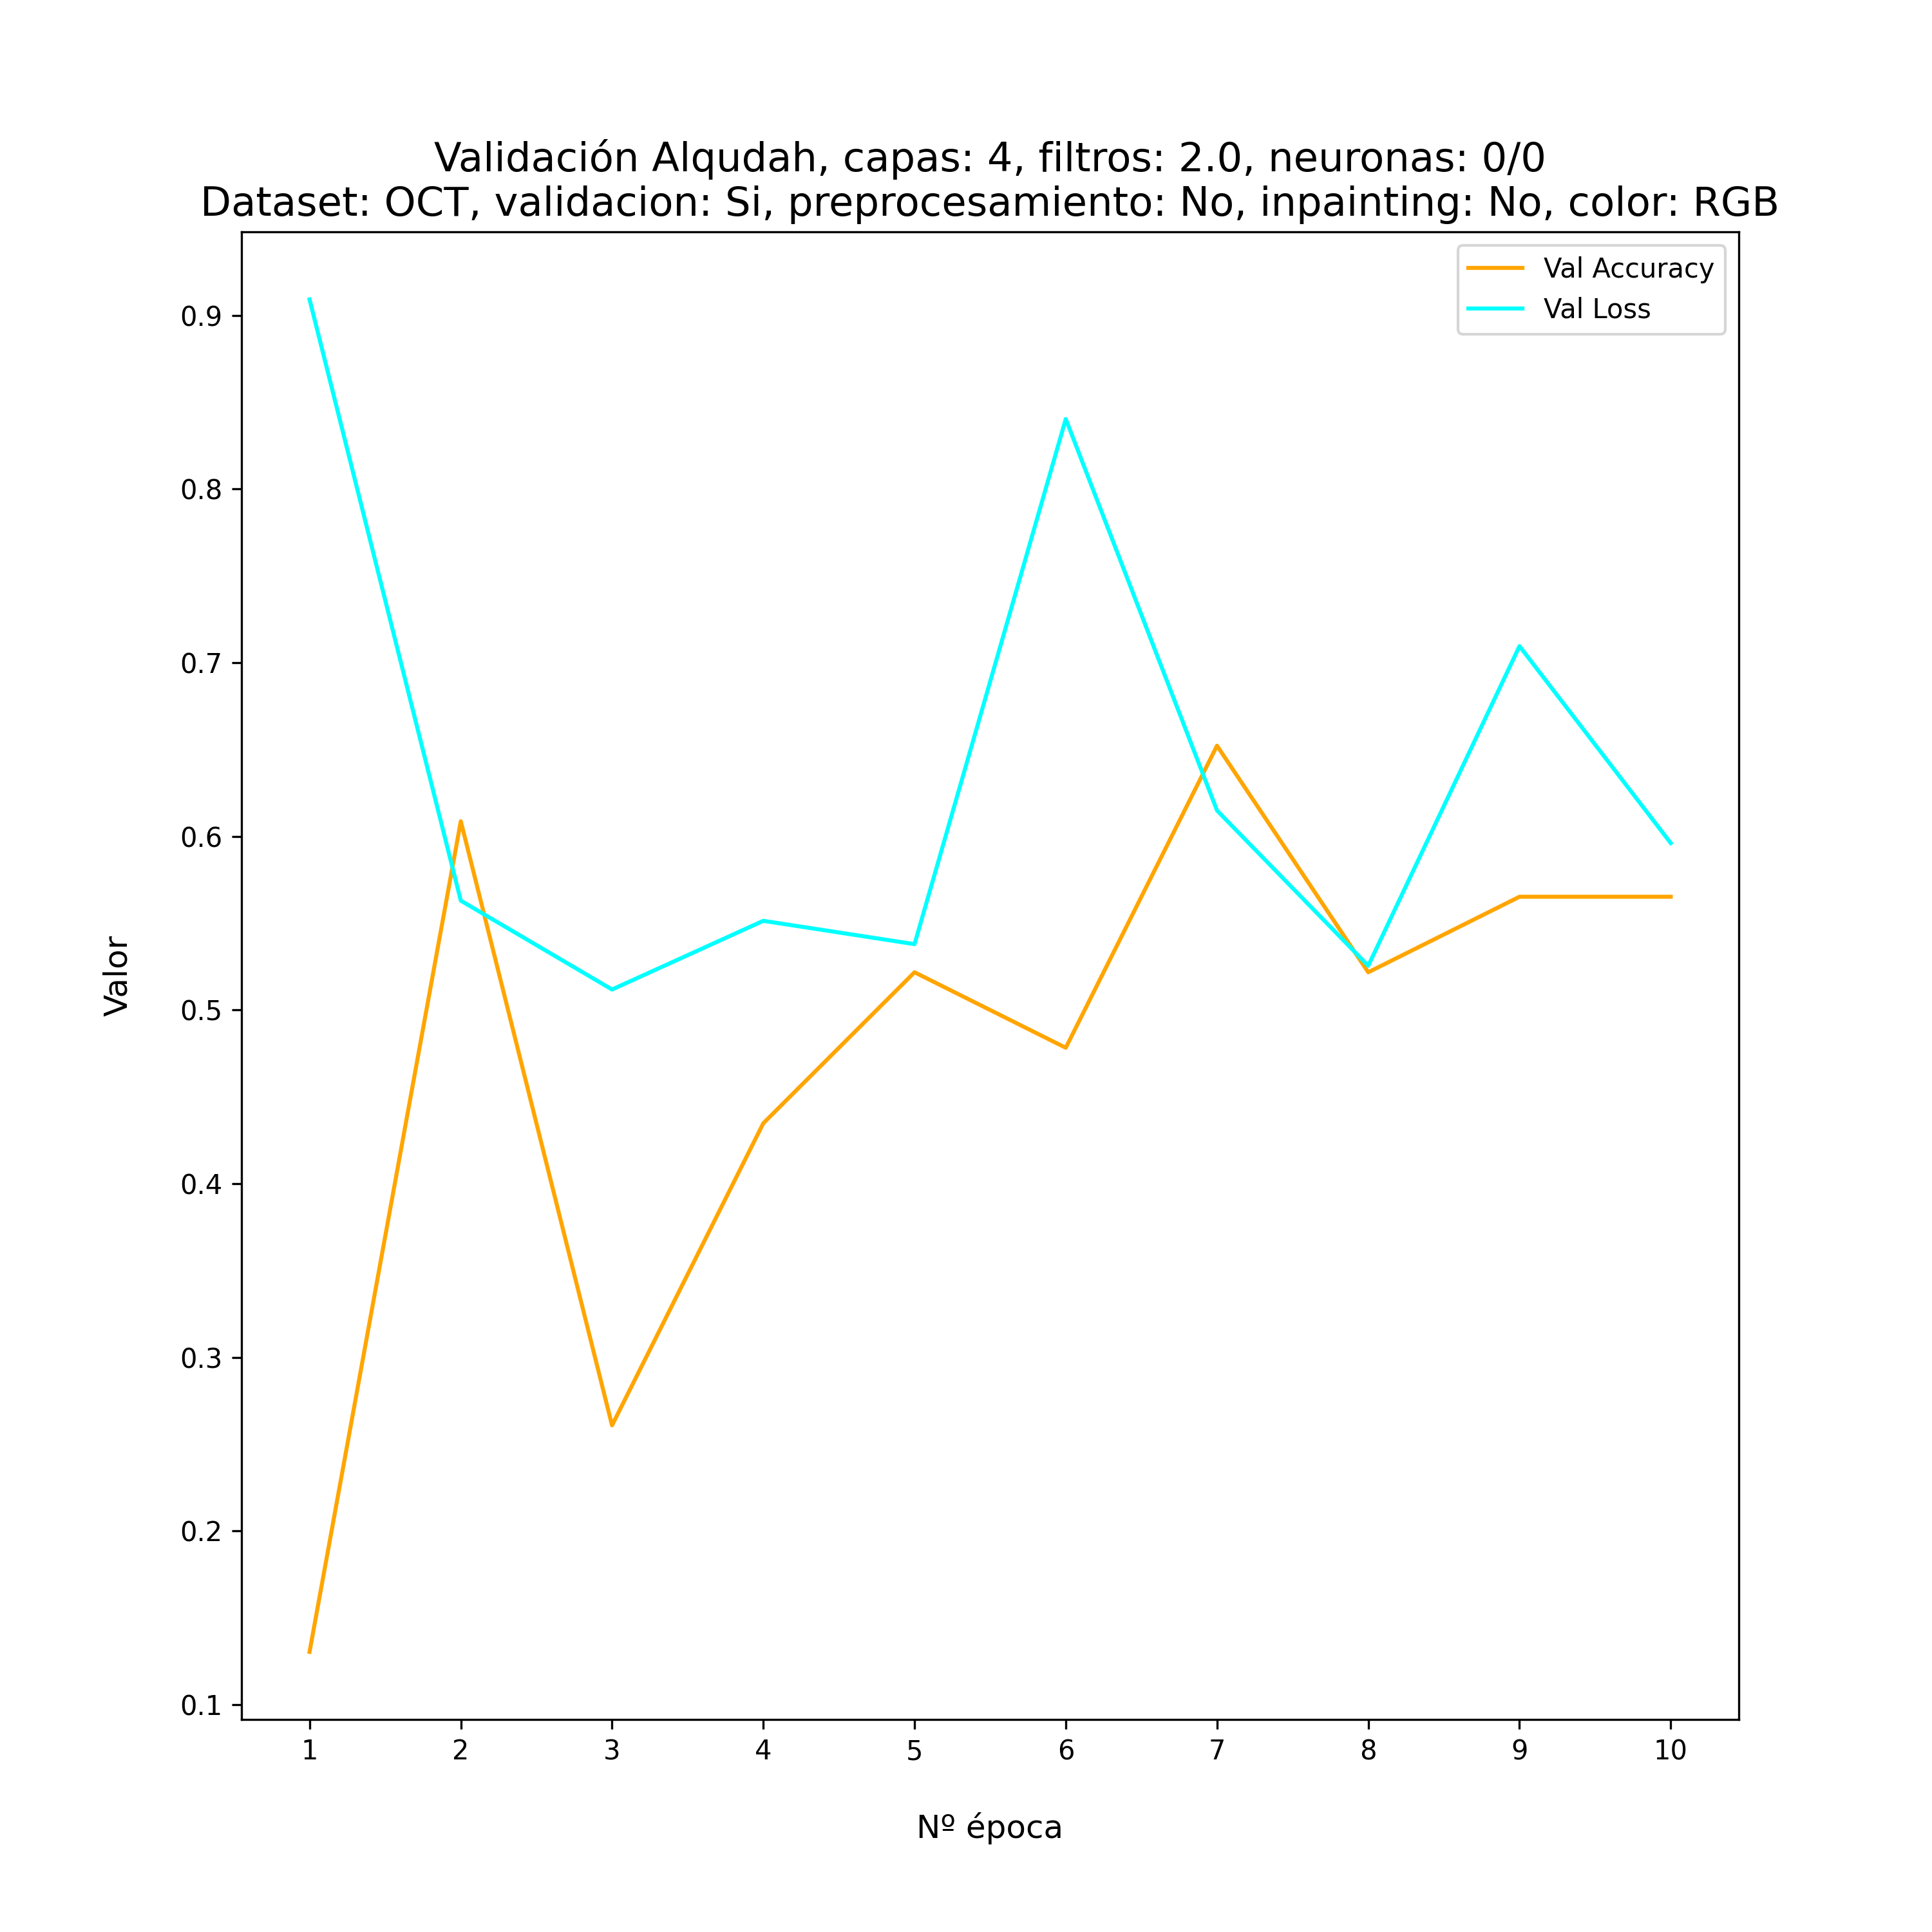 Validación Alqudah, capas: 4, filtros: 2.0, neuronas: 0/0
Dataset: OCT, validacion: Si, preprocesamiento: No, inpainting: No, color: RGB
Val Accuracy
Val Loss
0.9
0.8
0.7
0.6
0.5
0.4
0.3
0.2
0.1
Valor
1 2 3 4 5 6 7 8 9 10
Nº época